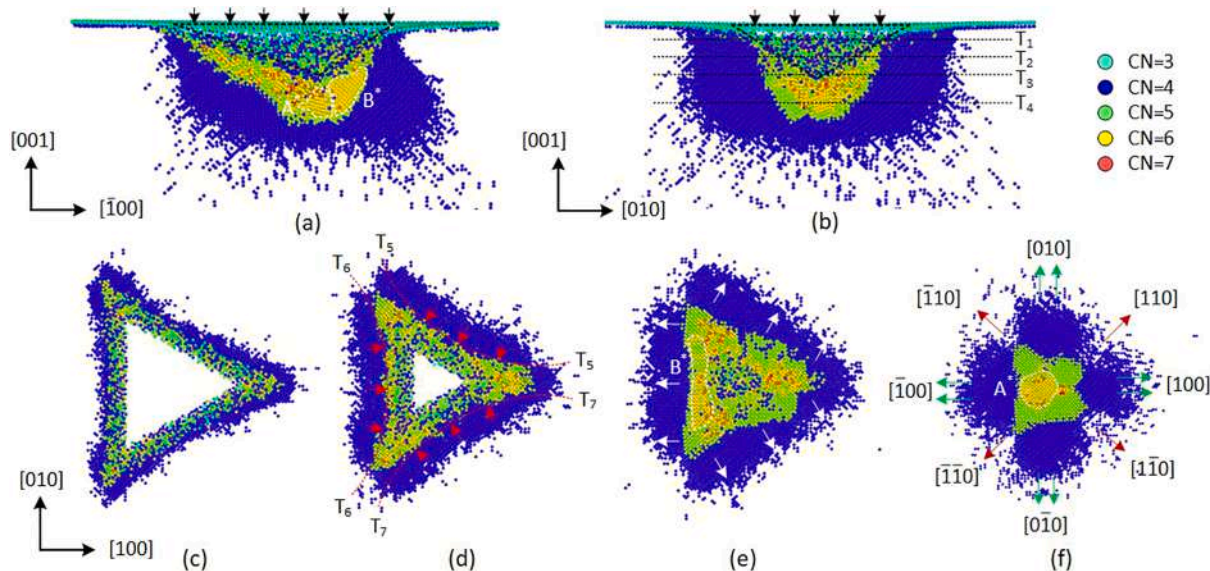 T₁
T₂
T₃
T₄
A
B*
[001]
[1̄00]
(a)
[001]
[010]
(b)
CN=3
CN=4
CN=5
CN=6
CN=7
[010]
[100]
(c)
T₆
T₅
T₅
T₇
T₆
T₇
(d)
B*
(e)
[010]
[1̄10]
[110]
[1̄00]
A
[100]
[1̄1̄0]
[11̄0]
[01̄0]
(f)